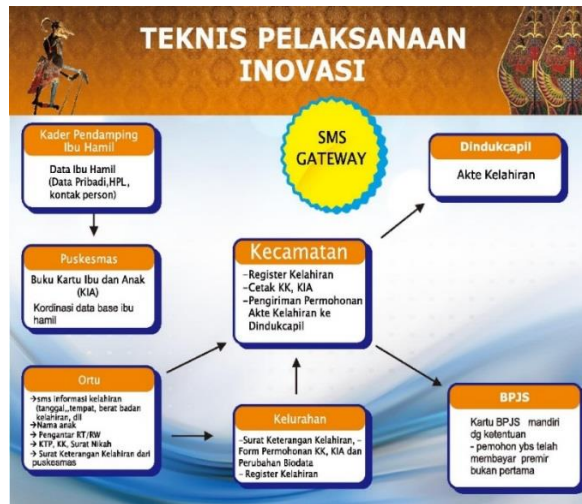 TEKNIS PELAKSANAAN
INOVASI
Kader Pendamping
Ibu Hamil
Data Ibu Hamil
(Data Pribadi,HPL,
kontak person)
SMS
GATEWAY
Dindukcapil
Akte Kelahiran
Puskesmas
Buku Kartu Ibu dan Anak
(KIA)
Kordinasi data base ibu
hamil
Kecamatan
-Register Kelahiran
-Cetak KK, KIA
-Pengiriman Permohonan
Akte Kelahiran ke
Dindukcapil
Ortu
→sms informasi kelahiran
(tanggal,,tempat, berat badan
kelahiran, dll
→Nama anak
→ Pengantar RT/RW
→ KTP, KK, Surat Nikah
→ Surat Keterangan Kelahiran dari
puskesmas
Kelurahan
-Surat Keterangan Kelahiran, -
Form Permohonan KK, KIA dan
Perubahan Biodata
- Register Kelahiran
BPJS
Kartu BPJS mandiri
dg ketentuan
- pemohon ybs telah
membayar premir
bukan pertama